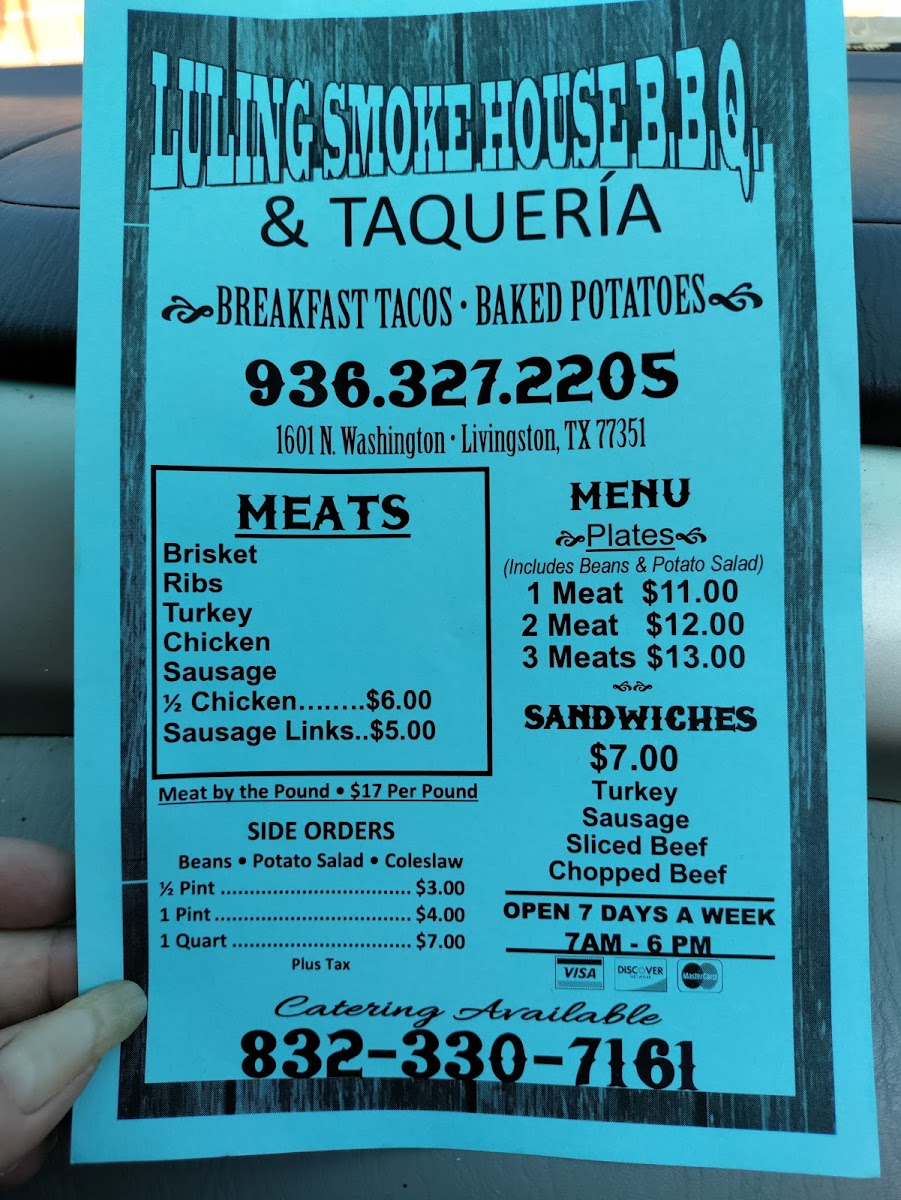 LULING SMOKE HOUSE B.B.Q.
& TAQUERÍA
BREAKFAST TACOS • BAKED POTATOES
936.327.2205
1601 N. Washington • Livingston, TX 77351
MEATS
Brisket
Ribs
Turkey
Chicken
Sausage
½ Chicken........$6.00
Sausage Links..$5.00
Meat by the Pound • $17 Per Pound
SIDE ORDERS
Beans • Potato Salad • Coleslaw
½ Pint ................................... $3.00
1 Pint.................................... $4.00
1 Quart ................................. $7.00
Plus Tax
MENU
Plates
(Includes Beans & Potato Salad)
1 Meat $11.00
2 Meat $12.00
3 Meats $13.00
SANDWICHES
$7.00
Turkey
Sausage
Sliced Beef
Chopped Beef
OPEN 7 DAYS A WEEK
7AM - 6 PM
VISA DISCOVER MasterCard
NETWORK
Catering Available
832-330-7161